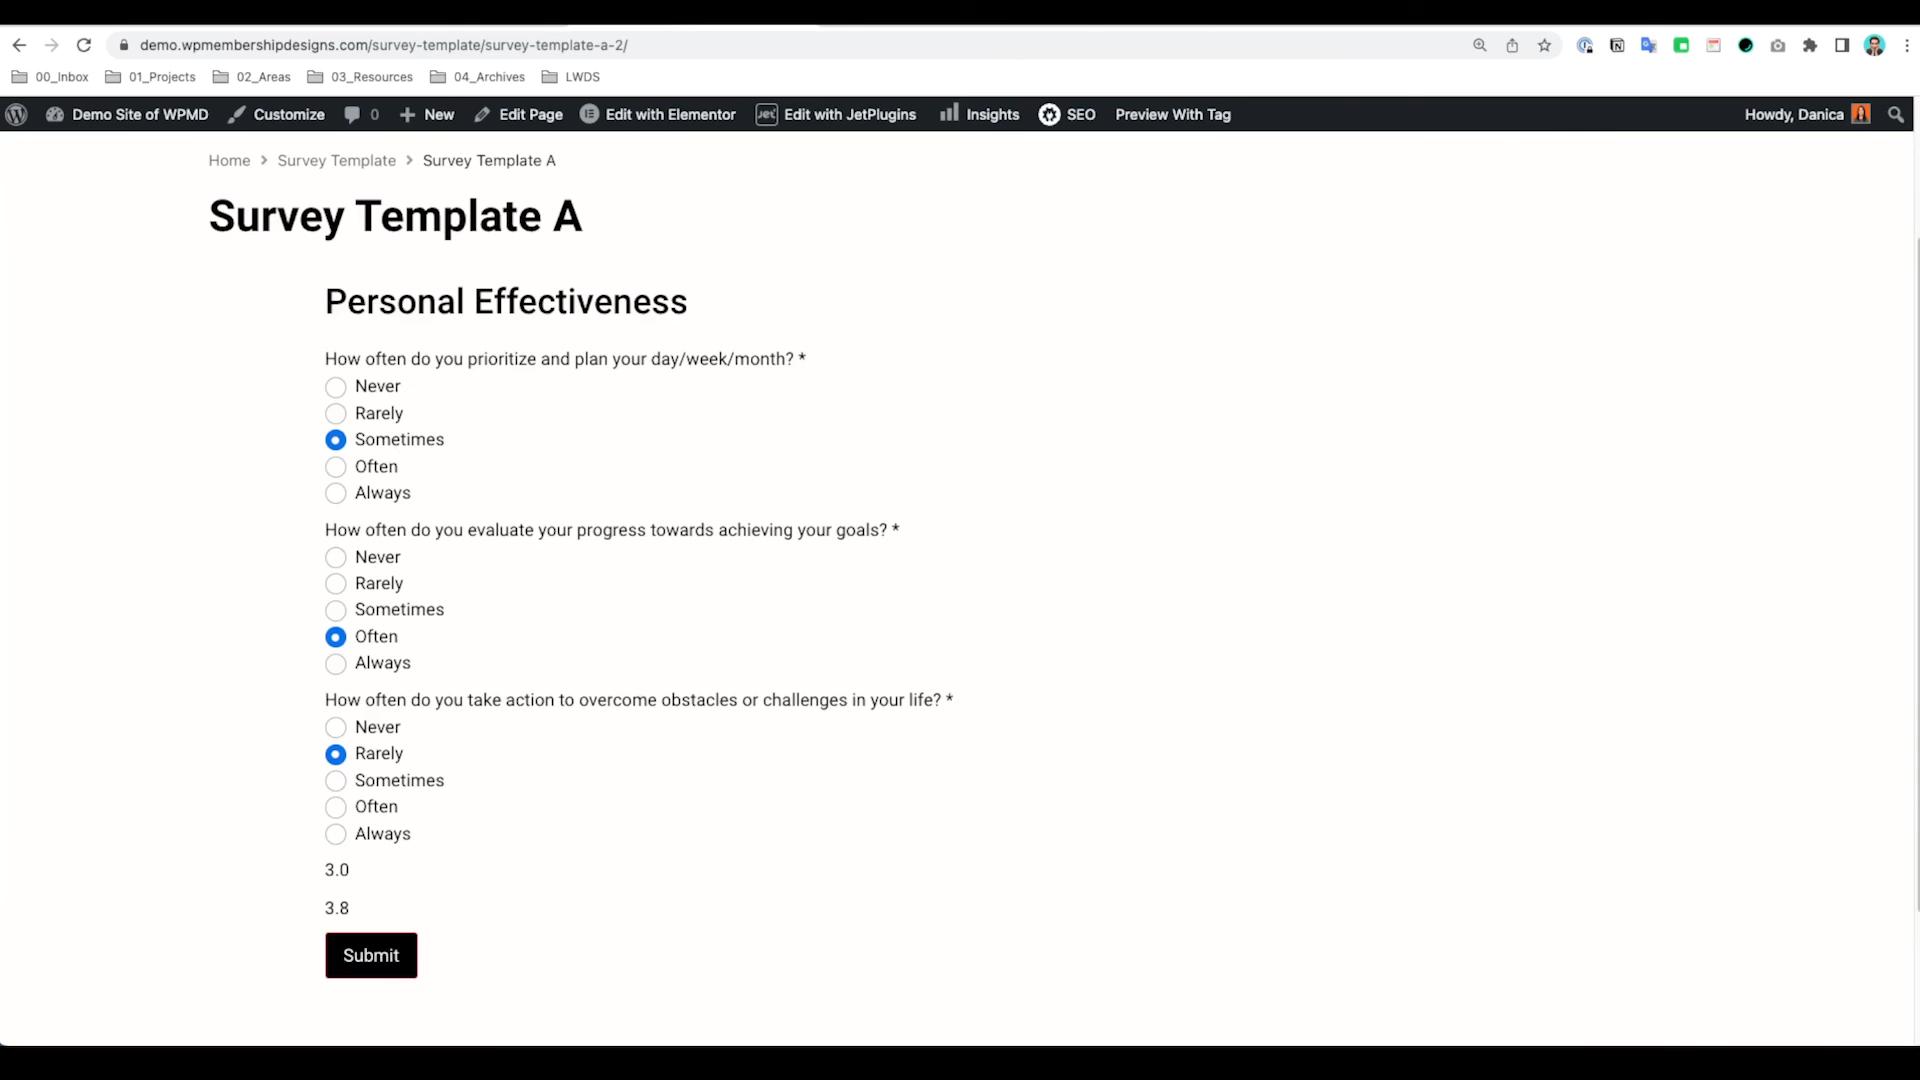 demo.wpmembershipdesigns.com/survey-template/survey-template-a-2/
00_Inbox 01_Projects 02_Areas 03_Resources 04_Archives LWDS
Demo Site of WPMD Customize 0 New Edit Page Edit with Elementor Jet Edit with JetPlugins Insights SEO Preview With Tag Howdy, Danica
Home > Survey Template > Survey Template A
Survey Template A
Personal Effectiveness
How often do you prioritize and plan your day/week/month? *
Never
Rarely
Sometimes
Often
Always
How often do you evaluate your progress towards achieving your goals? *
Never
Rarely
Sometimes
Often
Always
How often do you take action to overcome obstacles or challenges in your life? *
Never
Rarely
Sometimes
Often
Always
3.0
3.8
Submit